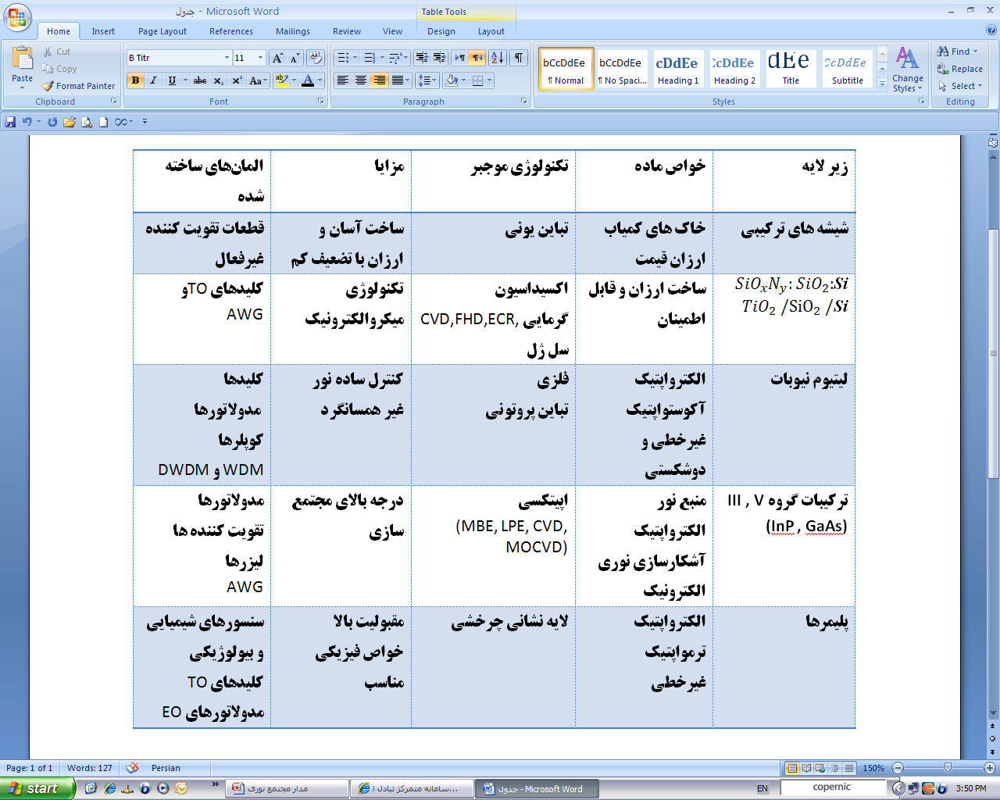 جدول - Microsoft Word
Table Tools
Home Insert Page Layout References Mailings Review View Design Layout
Paste
Cut
Copy
Format Painter
Clipboard
B Titr 11
Font
Paragraph
bCcDdEe bCcDdEe cDdEe CcDdEe dEe CcDdEe
¶ Normal ¶ No Spaci... Heading 1 Heading 2 Title Subtitle
Change Styles
Styles
Find
Replace
Select
Editing
زیر لایه
خواص ماده
تکنولوژی موجبر
مزایا
المان‌های ساخته
شده
شیشه های ترکیبی
خاک های کمیاب
ارزان قیمت
تباین یونی
ساخت آسان و
ارزان با تضعیف کم
قطعات تقویت کننده
غیرفعال
SiOxNy: SiO2:Si
TiO2 /SiO2 /Si
ساخت ارزان و قابل
اطمینان
اکسیداسیون
گرمایی CVD,FHD,ECR,
سل ژل
تکنولوژی
میکروالکترونیک
کلیدهای TOو
AWG
لیتیوم نیوبات
الکترواپتیک
آکوستواپتیک
غیرخطی و
دوشکستی
فلزی
تباین پروتونی
کنترل ساده نور
غیر همسانگرد
کلیدها
مدولاتورها
کوپلرها
WDM و DWDM
ترکیبات گروه III , V
(InP , GaAs)
منبع نور
الکترواپتیک
آشکارسازی نوری
الکترونیک
اپیتکسی
(MBE, LPE, CVD,
MOCVD)
درجه بالای مجتمع
سازی
مدولاتورها
تقویت کننده ها
لیزرها
AWG
پلیمرها
الکترواپتیک
ترمواپتیک
غیرخطی
لایه نشانی چرخشی
مقبولیت بالا
خواص فیزیکی
مناسب
سنسورهای شیمیایی
و بیولوژیکی
کلیدهای TO
مدولاتورهای EO
Page: 1 of 1 Words: 127 Persian 150%
start
مدار مجتمع نوری
سامانه متمرکز تبادل ا...
جدول - Microsoft Word
EN
copernic
3:50 PM